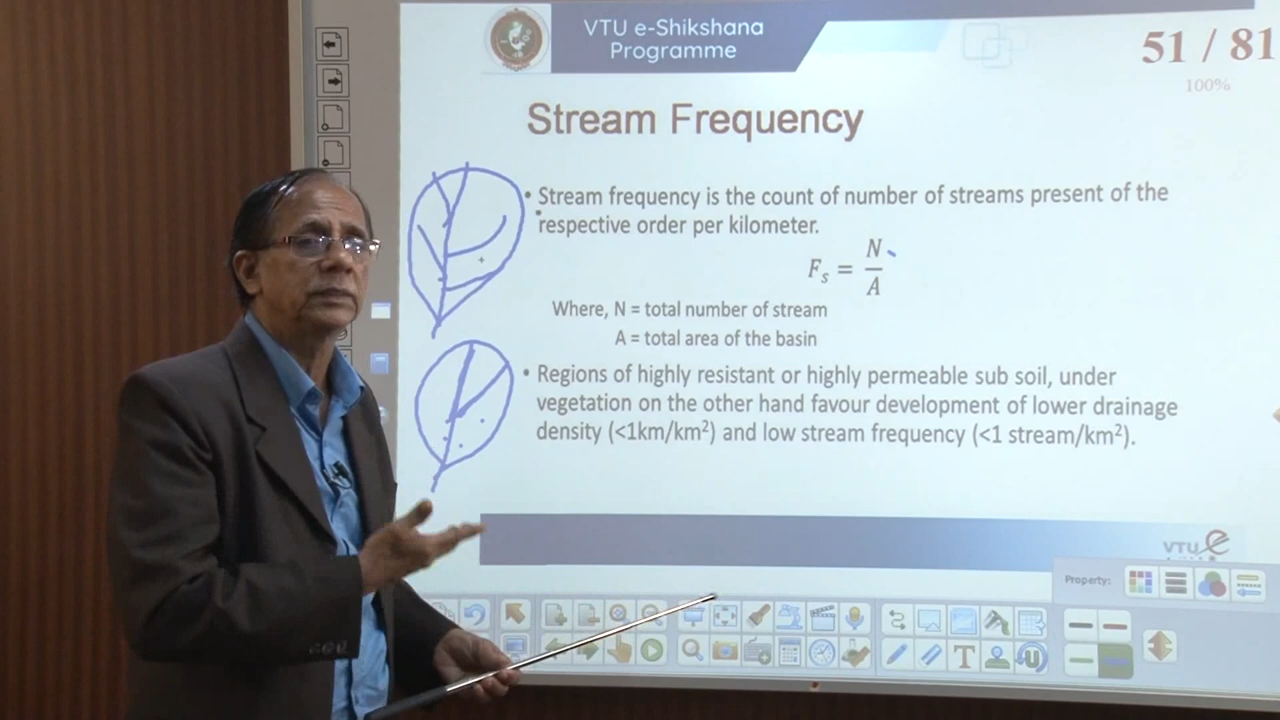 VTU e-Shikshana
Programme
51 / 81
100%
Stream Frequency
• Stream frequency is the count of number of streams present of the
respective order per kilometer.
Fₛ = N/A
Where, N = total number of stream
A = total area of the basin
• Regions of highly resistant or highly permeable sub soil, under
vegetation on the other hand favour development of lower drainage
density (<1km/km²) and low stream frequency (<1 stream/km²).
VTU e
Property:
T